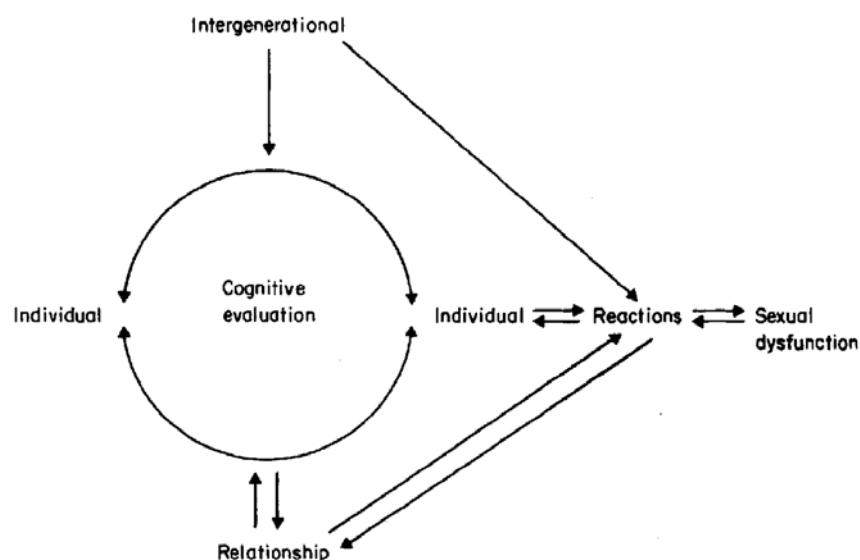 Intergenerational
Cognitive
evaluation
Individual
Individual
Reactions
Sexual
dysfunction
Relationship